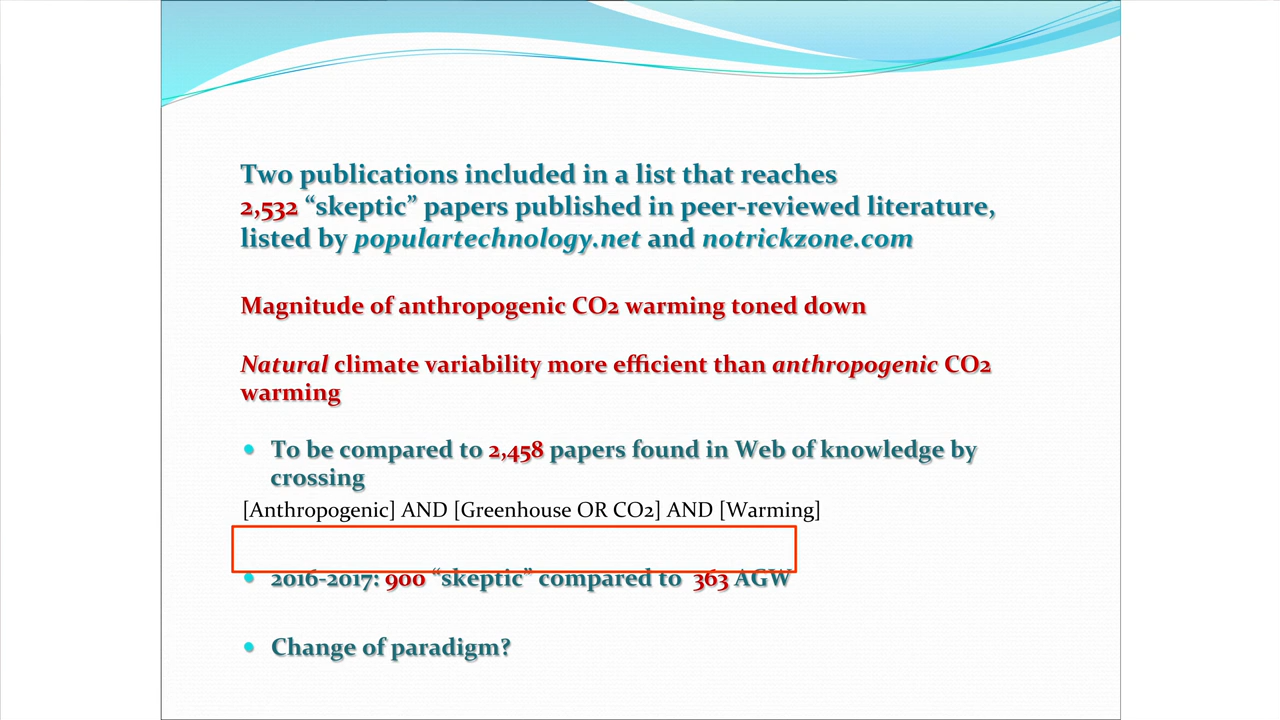 Two publications included in a list that reaches
2,532 “skeptic” papers published in peer-reviewed literature,
listed by populartechnology.net and notrickzone.com
Magnitude of anthropogenic CO2 warming toned down
Natural climate variability more efficient than anthropogenic CO2
warming
• To be compared to 2,458 papers found in Web of knowledge by
crossing
[Anthropogenic] AND [Greenhouse OR CO2] AND [Warming]
• 2016-2017: 900 “skeptic” compared to 363 AGW
• Change of paradigm?